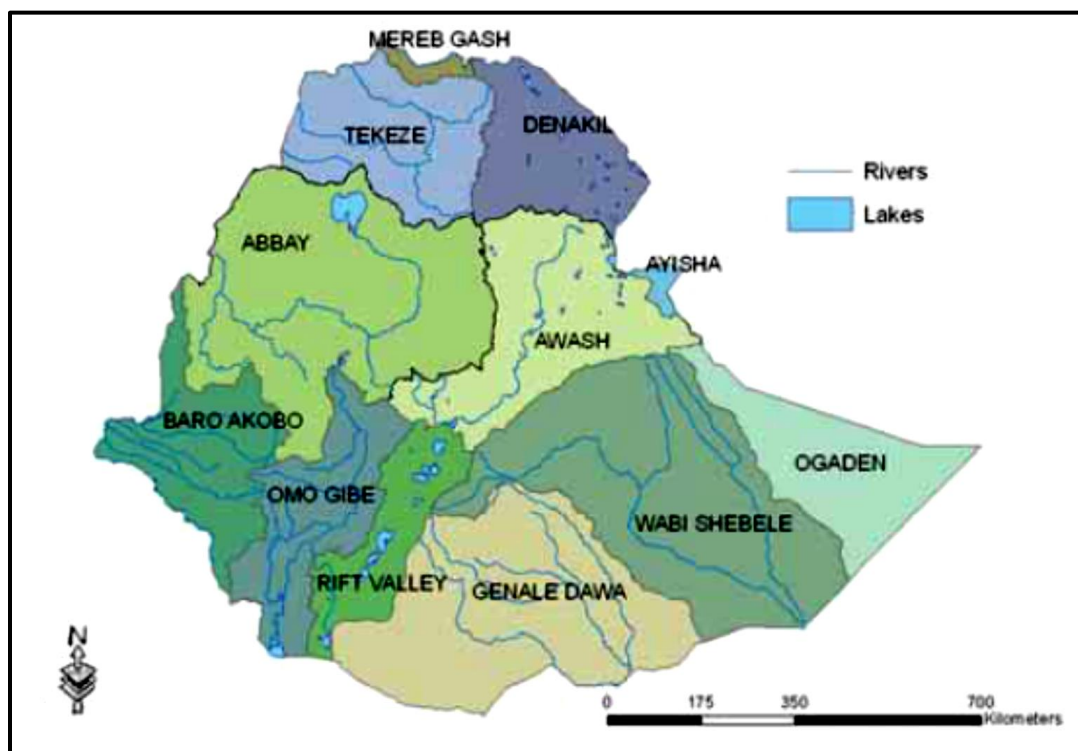 MEREB GASH
TEKEZE
DENAKIL
Rivers
Lakes
ABBAY
AYISHA
AWASH
BARO AKOBO
OGADEN
OMO GIBE
WABI SHEBELE
RIFT VALLEY
GENALE DAWA
N
0 175 350 700
Kilometers